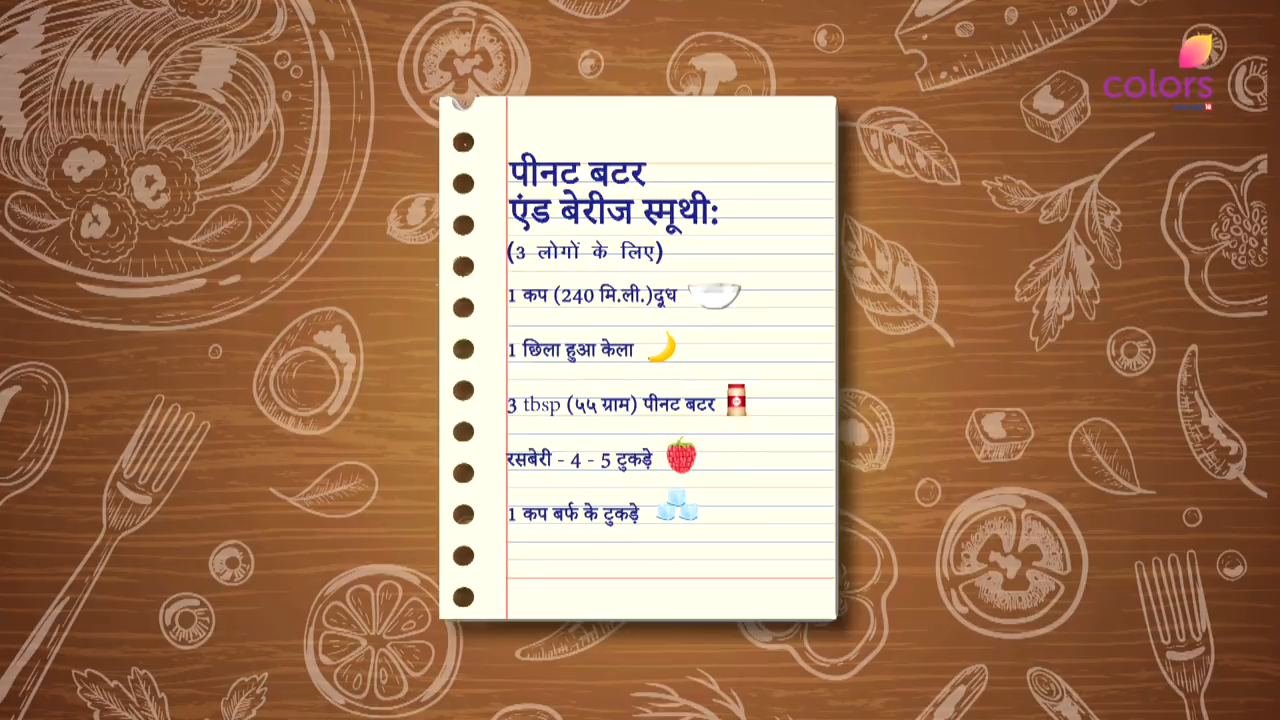 colors
पीनट बटर
एंड बेरीज स्मूथी:
(3 लोगों के लिए)
1 कप (240 मि.ली.)दूध
1 छिला हुआ केला
3 tbsp (५५ ग्राम) पीनट बटर
रसबेरी - 4 - 5 टुकड़े
1 कप बर्फ के टुकड़े